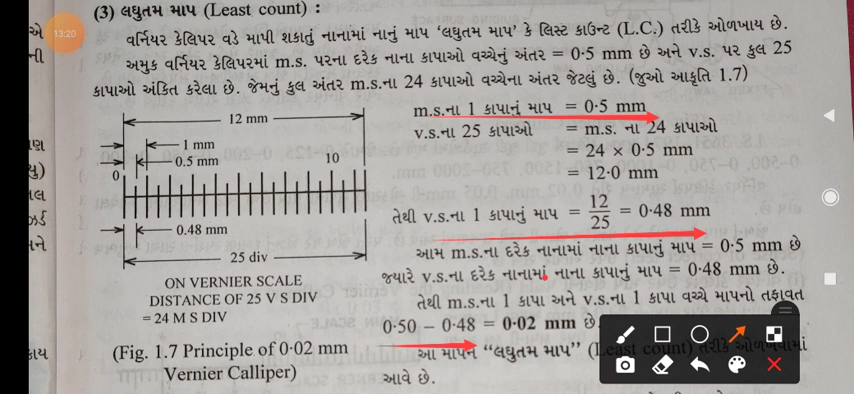 (3) લઘુતમ માપ (Least count) :
વર્નિયર કેલિપર વડે માપી શકાતું નાનામાં નાનું માપ ‘લઘુતમ માપ’ કે લિસ્ટ કાઉન્ટ (L.C.) તરીકે ઓળખાય છે.
અમુક વર્નિયર કેલિપરમાં m.s. પરના દરેક નાના કાપાઓ વચ્ચેનું અંતર = 0·5 mm છે અને v.s. પર કુલ 25
કાપાઓ અંકિત કરેલા છે. જેમનું કુલ અંતર m.s.ના 24 કાપાઓ વચ્ચેના અંતર જેટલું છે. (જુઓ આકૃતિ 1.7)
13:20
એ
ની
ણ
યુ)
લ
ઝર્ડ
ને
કાય
12 mm
1 mm
0.5 mm
0
10
0.48 mm
25 div
ON VERNIER SCALE
DISTANCE OF 25 V S DIV
= 24 M S DIV
(Fig. 1.7 Principle of 0·02 mm
Vernier Calliper)
m.s.ના 1 કાપાનું માપ = 0·5 mm
v.s.ના 25 કાપાઓ = m.s. ના 24 કાપાઓ
= 24 × 0·5 mm
= 12·0 mm
તેથી v.s.ના 1 કાપાનું માપ = 12/25 = 0·48 mm
આમ m.s.ના દરેક નાનામાં નાના કાપાનું માપ = 0·5 mm છે
જ્યારે v.s.ના દરેક નાનામાં નાના કાપાનું માપ = 0·48 mm છે.
તેથી m.s.ના 1 કાપા અને v.s.ના 1 કાપા વચ્ચે માપનો તફાવત
0·50 – 0·48 = 0·02 mm છે.
આ માપને “લઘુતમ માપ” (Least count) તરીકે ઓળખવામાં
આવે છે.